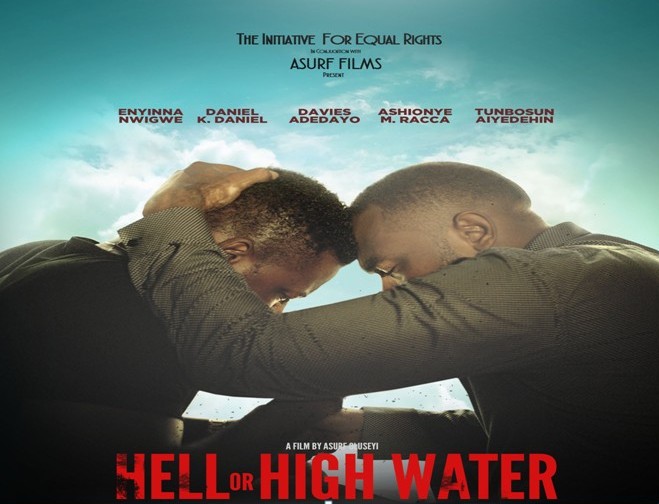 THE INITIATIVE FOR EQUAL RIGHTS
IN CONJUCTION WITH
ASURF FILMS
PRESENT
ENYINNA NWIGWE
DANIEL K. DANIEL
DAVIES ADEDAYO
ASHIONYE M. RACCA
TUNBOSUN AIYEDEHIN
A FILM BY ASURF OLUSEYI
HELL OR HIGH WATER